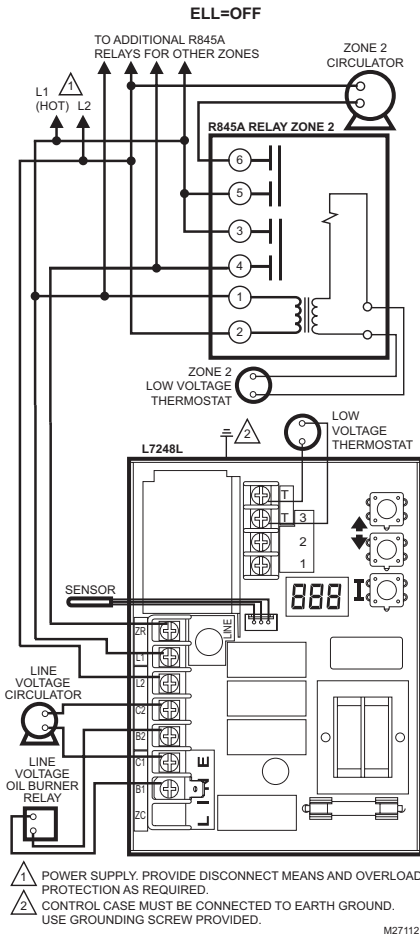 ELL=OFF
TO ADDITIONAL R845A
RELAYS FOR OTHER ZONES
ZONE 2
CIRCULATOR
1
L1
(HOT)
L2
R845A RELAY ZONE 2
6
5
3
4
1
2
ZONE 2
LOW VOLTAGE
THERMOSTAT
2
LOW
VOLTAGE
THERMOSTAT
L7248L
T
T 3
2
1
888
SENSOR
LINE
ZR
L1
L2
C2
B2
C1
B1
ZC
LINE
LINE
VOLTAGE
CIRCULATOR
LINE
VOLTAGE
OIL BURNER
RELAY
1 POWER SUPPLY. PROVIDE DISCONNECT MEANS AND OVERLOAD
PROTECTION AS REQUIRED.
2 CONTROL CASE MUST BE CONNECTED TO EARTH GROUND.
USE GROUNDING SCREW PROVIDED.
M27112